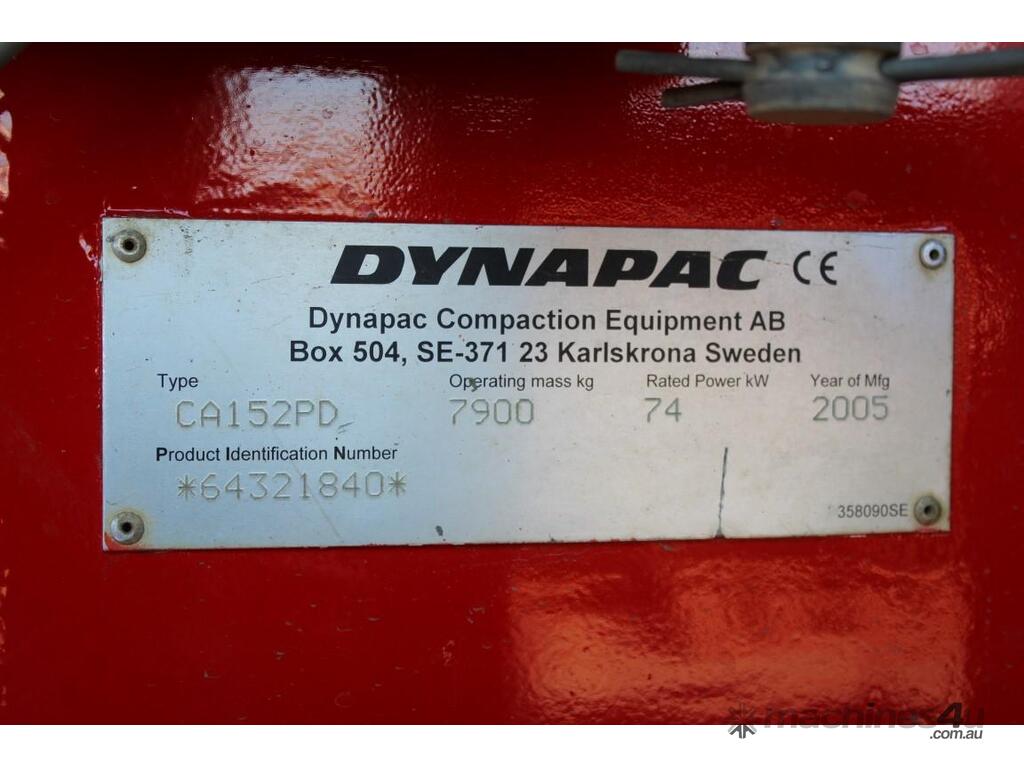 DYNAPAC CE
Dynapac Compaction Equipment AB
Box 504, SE-371 23 Karlskrona Sweden
Type Operating mass kg Rated Power kW Year of Mfg
CA152PD 7900 74 2005
Product Identification Number
*64321840*
358090SE
machines4u
.com.au